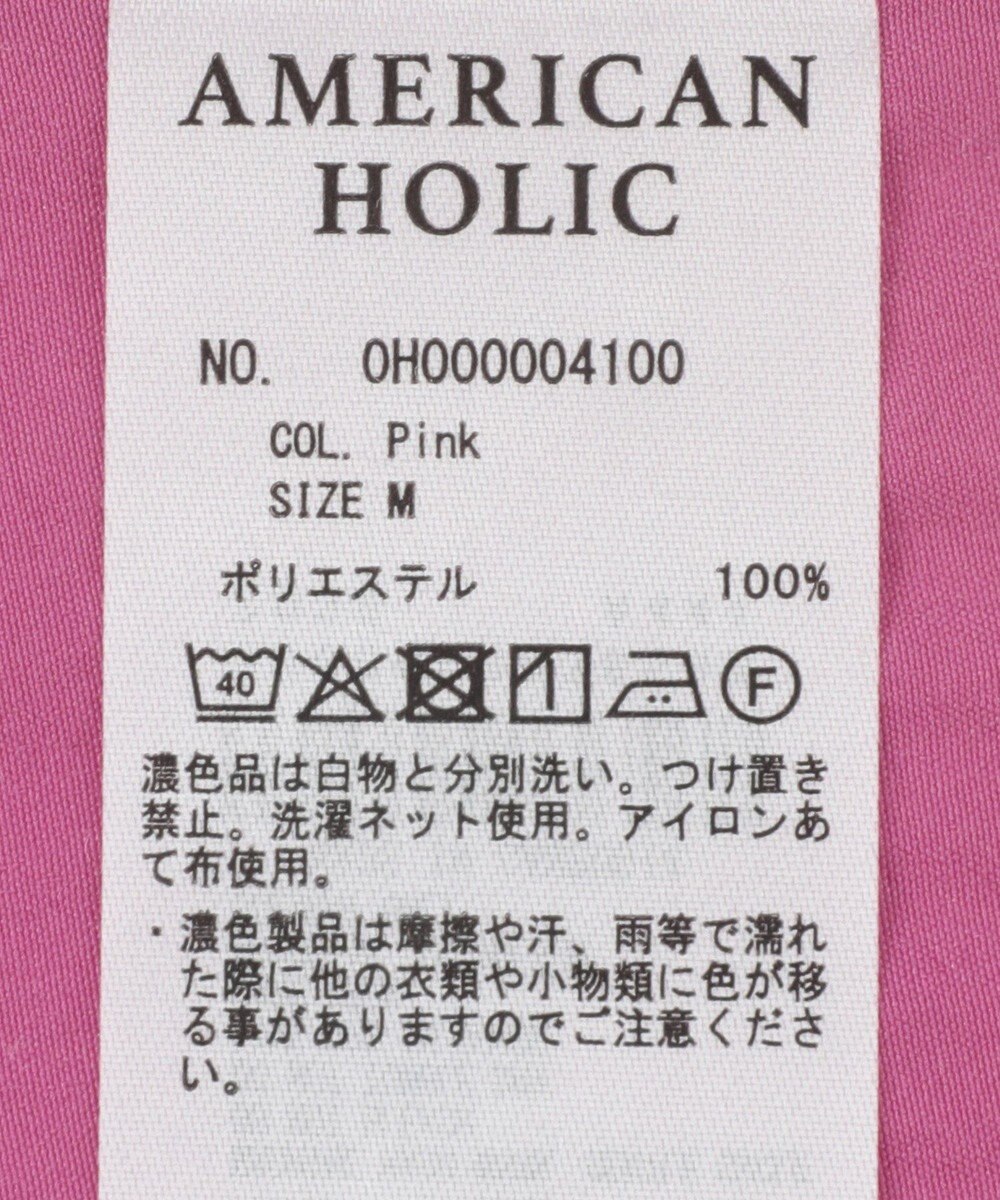 AMERICAN
HOLIC
NO. 0H000004100
COL. Pink
SIZE M
ポリエステル 100%
40 F
濃色品は白物と分別洗い。つけ置き
禁止。洗濯ネット使用。アイロンあ
て布使用。
・濃色製品は摩擦や汗、雨等で濡れ
た際に他の衣類や小物類に色が移
る事がありますのでご注意くださ
い。